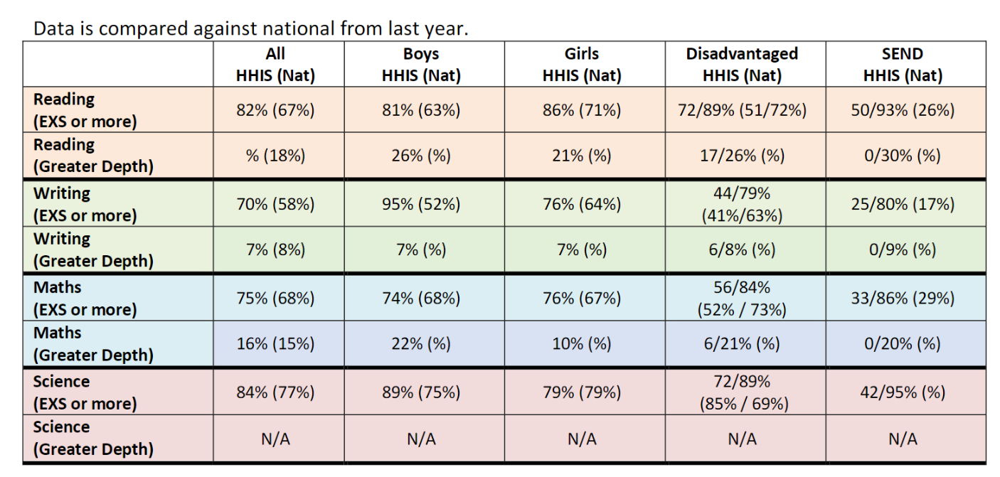 Data is compared against national from last year.
All Boys Girls Disadvantaged SEND
HHIS (Nat) HHIS (Nat) HHIS (Nat) HHIS (Nat) HHIS (Nat)
Reading
(EXS or more) 82% (67%) 81% (63%) 86% (71%) 72/89% (51/72%) 50/93% (26%)
Reading
(Greater Depth) % (18%) 26% (%) 21% (%) 17/26% (%) 0/30% (%)
Writing
(EXS or more) 70% (58%) 95% (52%) 76% (64%) 44/79% (41%/63%) 25/80% (17%)
Writing
(Greater Depth) 7% (8%) 7% (%) 7% (%) 6/8% (%) 0/9% (%)
Maths
(EXS or more) 75% (68%) 74% (68%) 76% (67%) 56/84% (52% / 73%) 33/86% (29%)
Maths
(Greater Depth) 16% (15%) 22% (%) 10% (%) 6/21% (%) 0/20% (%)
Science
(EXS or more) 84% (77%) 89% (75%) 79% (79%) 72/89% (85% / 69%) 42/95% (%)
Science
(Greater Depth) N/A N/A N/A N/A N/A